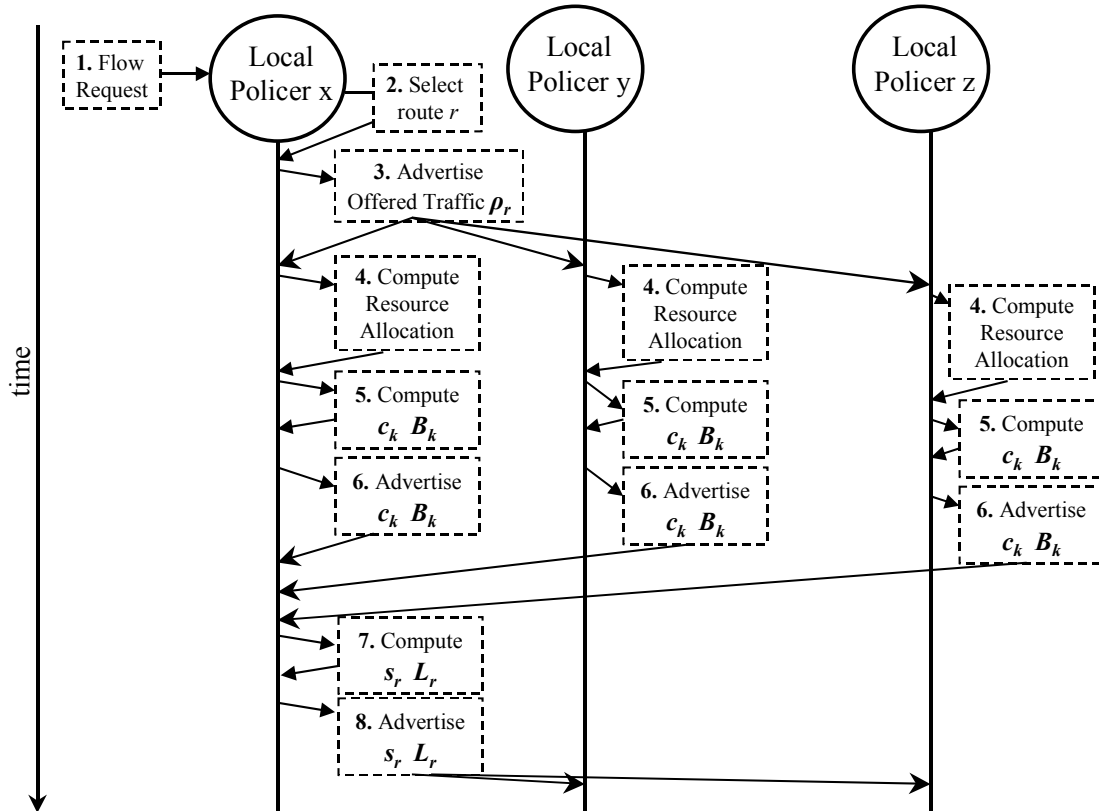 Local
Policer x
Local
Policer y
Local
Policer z
1. Flow
Request
2. Select
route r
3. Advertise
Offered Traffic ρr
4. Compute
Resource
Allocation
4. Compute
Resource
Allocation
4. Compute
Resource
Allocation
time
5. Compute
ck Bk
5. Compute
ck Bk
5. Compute
ck Bk
6. Advertise
ck Bk
6. Advertise
ck Bk
6. Advertise
ck Bk
7. Compute
sr Lr
8. Advertise
sr Lr